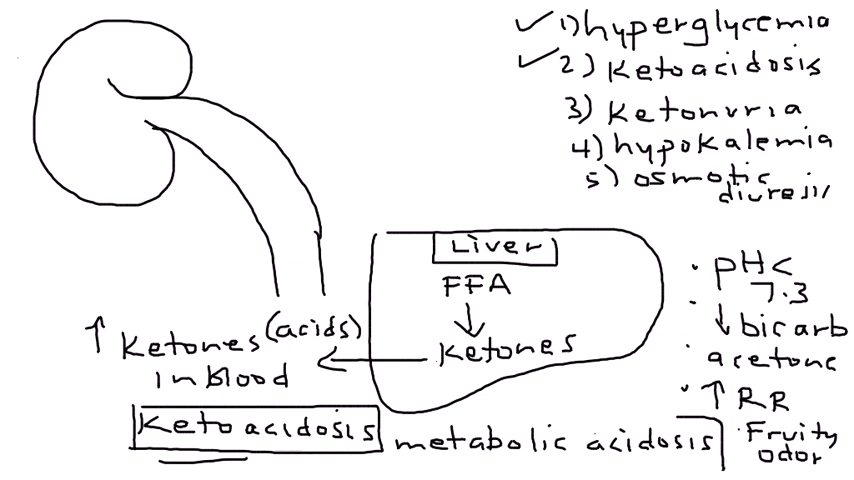 ✓ 1) hyperglycemia
✓ 2) Ketoacidosis
3) Ketonuria
4) hypokalemia
5) osmotic
diuresis
Liver
FFA
↓
Ketones
←
↑ Ketones (acids)
in blood
Ketoacidosis metabolic acidosis
· pH<
7.3
· ↓ bicarb
· acetone
· ↑ RR
· Fruity
odor